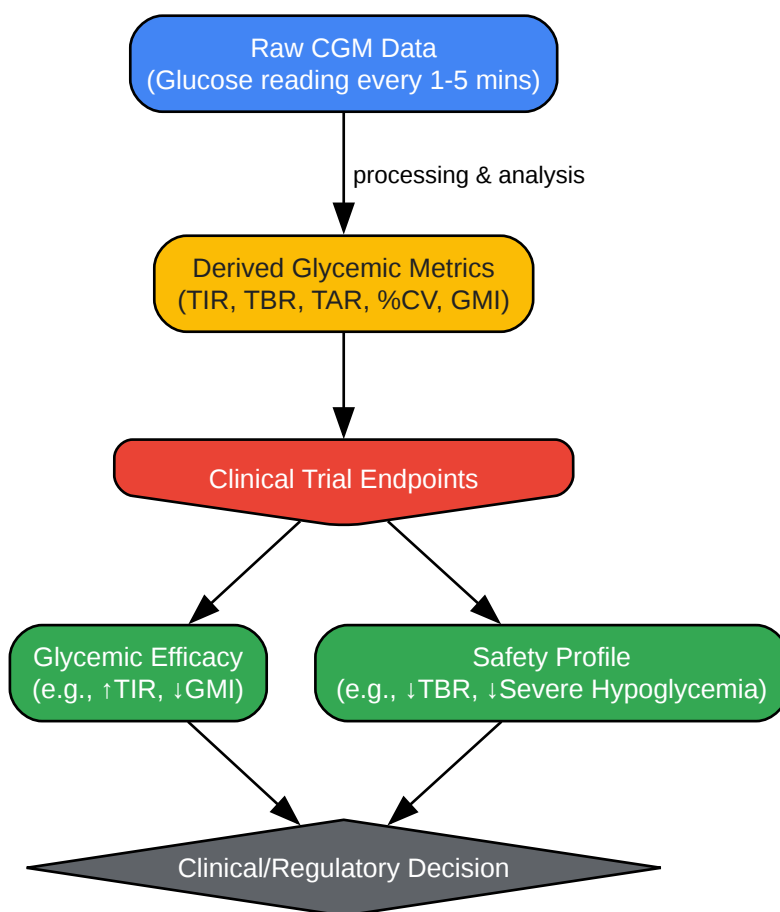 Raw CGM Data
(Glucose reading every 1-5 mins)
processing & analysis
Derived Glycemic Metrics
(TIR, TBR, TAR, %CV, GMI)
Clinical Trial Endpoints
Glycemic Efficacy
(e.g., ↑TIR, ↓GMI)
Safety Profile
(e.g., ↓TBR, ↓Severe Hypoglycemia)
Clinical/Regulatory Decision